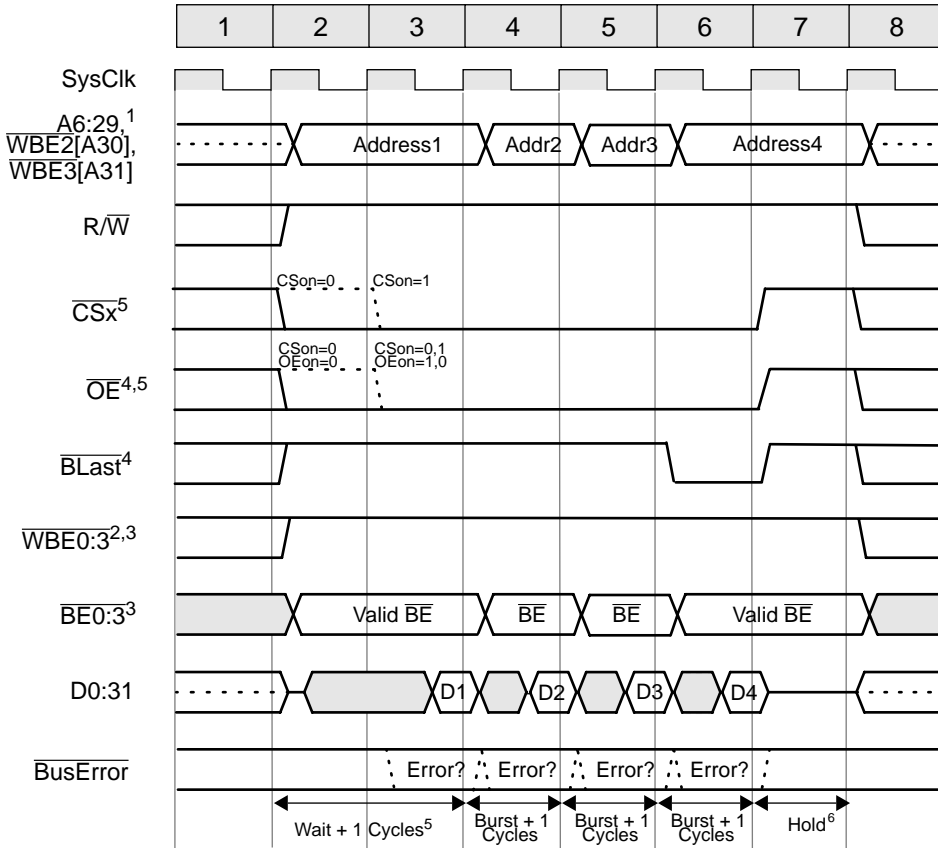 1 2 3 4 5 6 7 8
SysClk
A6:29,1
WBE2[A30],
WBE3[A31]
Address1 Addr2 Addr3 Address4
R/W
CSon=0 CSon=1
CSx5
CSon=0 CSon=0,1
OEon=0 OEon=1,0
OE4,5
BLast4
WBE0:32,3
BE0:33
Valid BE BE BE Valid BE
D0:31
D1 D2 D3 D4
BusError
Error? Error? Error? Error?
Wait + 1 Cycles5
Burst + 1
Cycles
Burst + 1
Cycles
Burst + 1
Cycles
Hold6